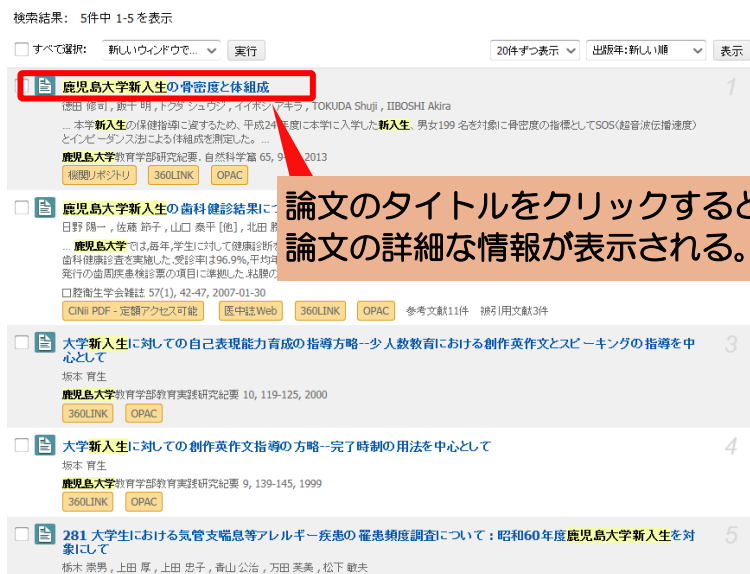 検索結果: 5件中 1-5 を表示
すべて選択: 新しいウィンドウで... 実行 20件ずつ表示 出版年:新しい順 表示
鹿児島大学新入生の骨密度と体組成 1
徳田 修司 , 飯干 明 , トクダ シュウジ , イイボシ アキラ , TOKUDA Shuji , IIBOSHI Akira
... 本学新入生の保健指導に資するため、平成24年度に本学に入学した新入生、男女199 名を対象に骨密度の指標としてSOS(超音波伝播速度)
とインピーダンス法による体組成を測定した。 ...
鹿児島大学教育学部研究紀要. 自然科学篇 65, 9- 2013
機関リポジトリ 360LINK OPAC
論文のタイトルをクリックすると
論文の詳細な情報が表示される。
鹿児島大学新入生の歯科健診結果に
日野 陽一 , 佐藤 節子 , 山口 泰平 [他] , 北田
... 鹿児島大学では,毎年,学生に対して健康診断
歯科健康診査を実施した.受診率は96.9%,平均年
発行の歯周疾患検診票の項目に準拠した.粘膜の
口腔衛生学会雑誌 57(1), 42-47, 2007-01-30
CiNii PDF - 定額アクセス可能 医中誌Web 360LINK OPAC 参考文献11件 被引用文献3件
大学新入生に対しての自己表現能力育成の指導方略--少人数教育における創作英作文とスピーキングの指導を中 3
心として
坂本 育生
鹿児島大学教育学部教育実践研究紀要 10, 119-125, 2000
360LINK OPAC
大学新入生に対しての創作英作文指導の方略--完了時制の用法を中心として 4
坂本 育生
鹿児島大学教育学部教育実践研究紀要 9, 139-145, 1999
360LINK OPAC
281 大学生における気管支喘息等アレルギー疾患の罹患頻度調査について : 昭和60年度鹿児島大学新入生を対 5
象にして
栃木 崇男 , 上田 厚 , 上田 忠子 , 青山 公治 , 万田 芙美 , 松下 敏夫